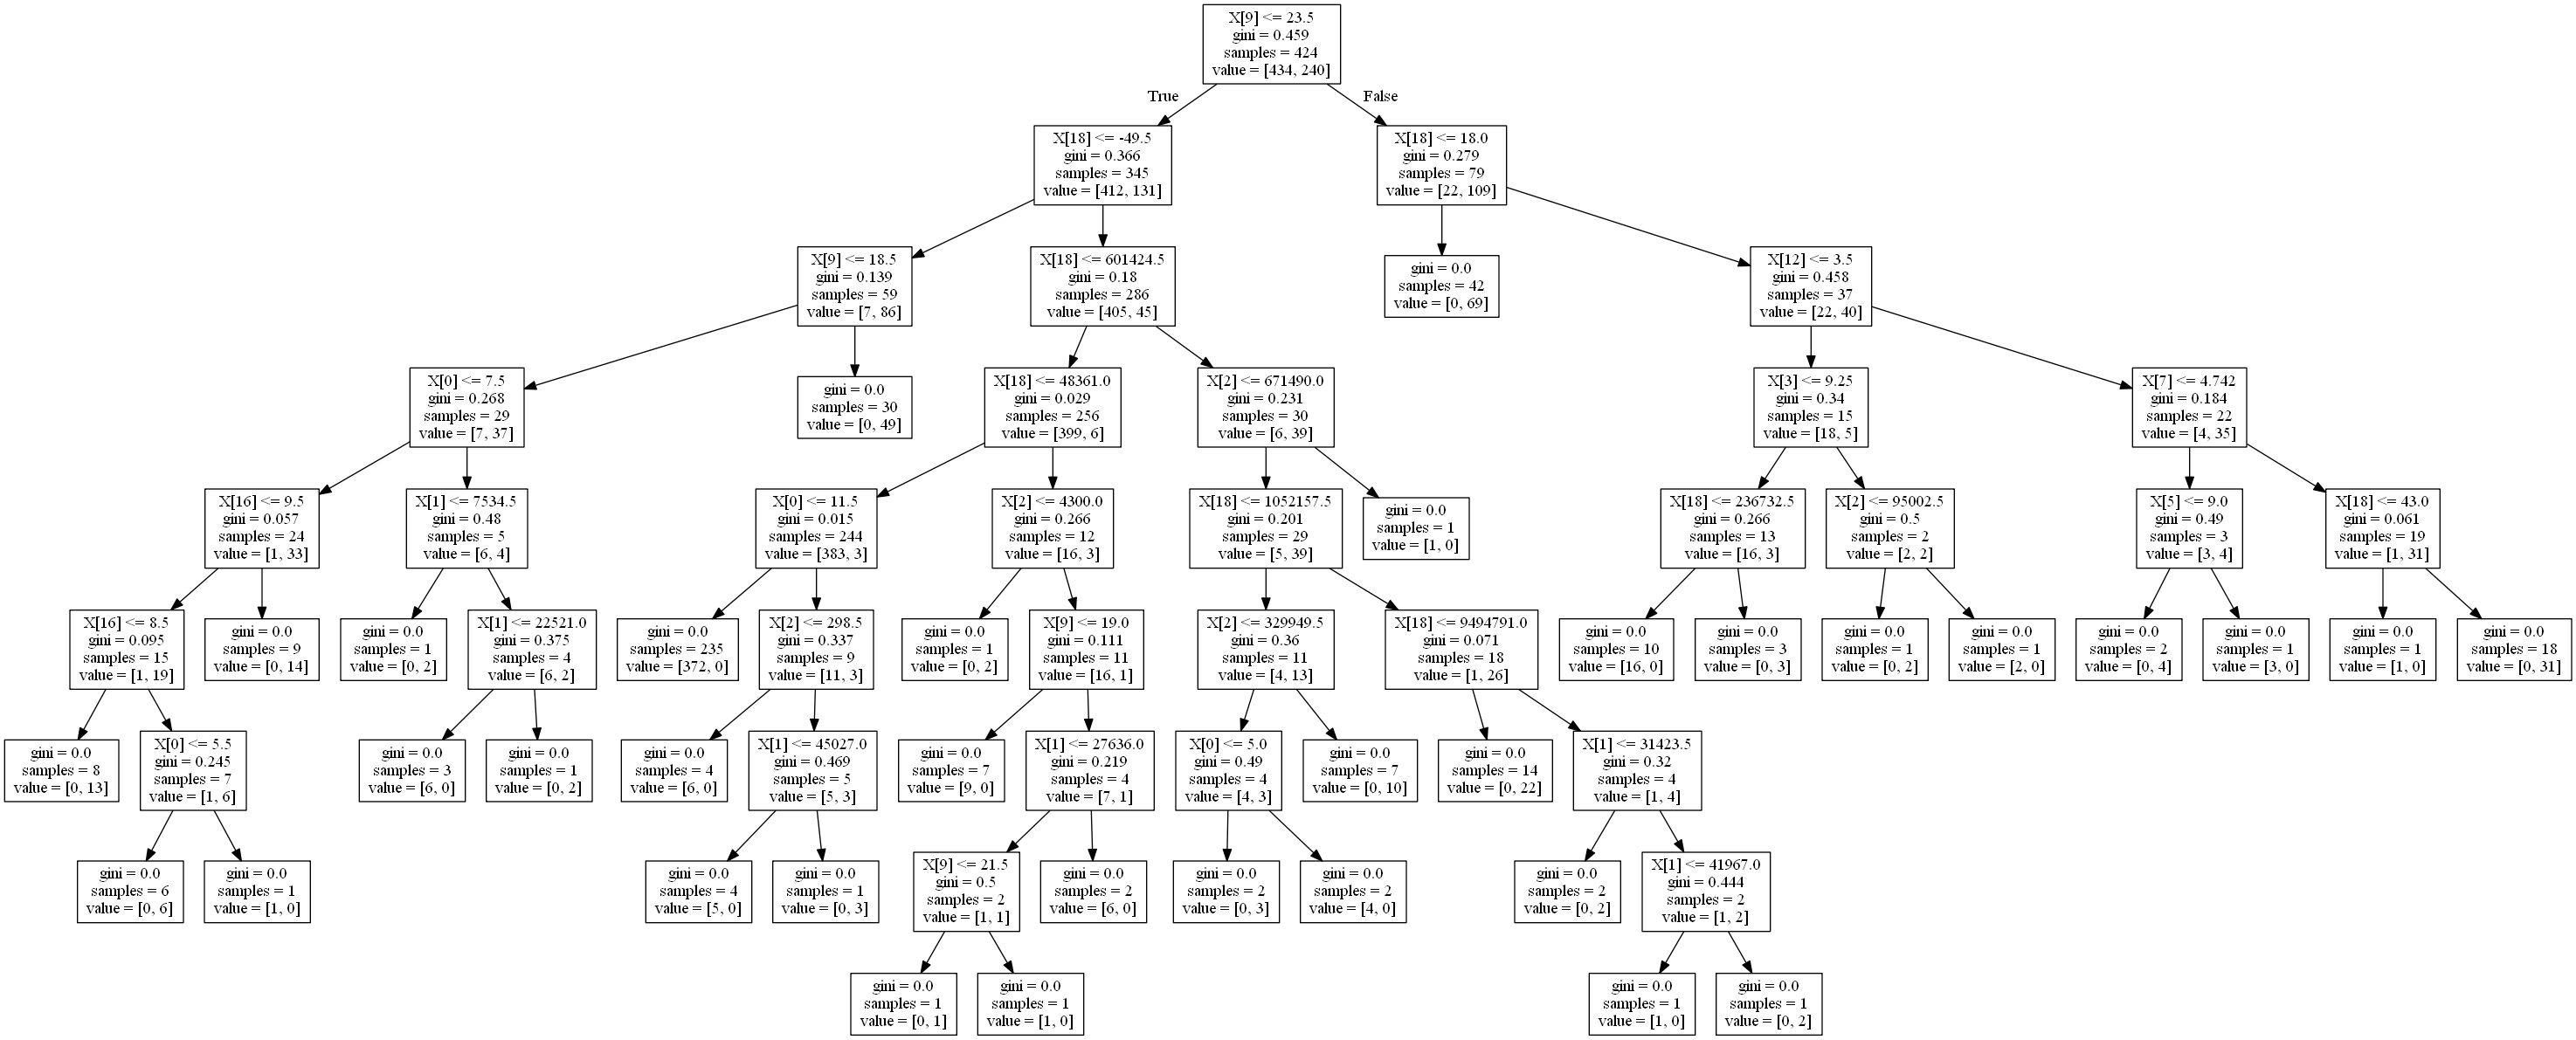 X[9] <= 23.5
gini = 0.459
samples = 424
value = [434, 240]
True
False
X[18] <= -49.5
gini = 0.366
samples = 345
value = [412, 131]
X[18] <= 18.0
gini = 0.279
samples = 79
value = [22, 109]
X[9] <= 18.5
gini = 0.139
samples = 59
value = [7, 86]
X[18] <= 601424.5
gini = 0.18
samples = 286
value = [405, 45]
gini = 0.0
samples = 42
value = [0, 69]
X[12] <= 3.5
gini = 0.458
samples = 37
value = [22, 40]
X[0] <= 7.5
gini = 0.268
samples = 29
value = [7, 37]
gini = 0.0
samples = 30
value = [0, 49]
X[18] <= 48361.0
gini = 0.029
samples = 256
value = [399, 6]
X[2] <= 671490.0
gini = 0.231
samples = 30
value = [6, 39]
X[3] <= 9.25
gini = 0.34
samples = 15
value = [18, 5]
X[7] <= 4.742
gini = 0.184
samples = 22
value = [4, 35]
X[16] <= 9.5
gini = 0.057
samples = 24
value = [1, 33]
X[1] <= 7534.5
gini = 0.48
samples = 5
value = [6, 4]
X[0] <= 11.5
gini = 0.015
samples = 244
value = [383, 3]
X[2] <= 4300.0
gini = 0.266
samples = 12
value = [16, 3]
X[18] <= 1052157.5
gini = 0.201
samples = 29
value = [5, 39]
gini = 0.0
samples = 1
value = [1, 0]
X[18] <= 236732.5
gini = 0.266
samples = 13
value = [16, 3]
X[2] <= 95002.5
gini = 0.5
samples = 2
value = [2, 2]
X[5] <= 9.0
gini = 0.49
samples = 3
value = [3, 4]
X[18] <= 43.0
gini = 0.061
samples = 19
value = [1, 31]
X[16] <= 8.5
gini = 0.095
samples = 15
value = [1, 19]
gini = 0.0
samples = 9
value = [0, 14]
gini = 0.0
samples = 1
value = [0, 2]
X[1] <= 22521.0
gini = 0.375
samples = 4
value = [6, 2]
gini = 0.0
samples = 235
value = [372, 0]
X[2] <= 298.5
gini = 0.337
samples = 9
value = [11, 3]
gini = 0.0
samples = 1
value = [0, 2]
X[9] <= 19.0
gini = 0.111
samples = 11
value = [16, 1]
X[2] <= 329949.5
gini = 0.36
samples = 11
value = [4, 13]
X[18] <= 9494791.0
gini = 0.071
samples = 18
value = [1, 26]
gini = 0.0
samples = 10
value = [16, 0]
gini = 0.0
samples = 3
value = [0, 3]
gini = 0.0
samples = 1
value = [0, 2]
gini = 0.0
samples = 1
value = [2, 0]
gini = 0.0
samples = 2
value = [0, 4]
gini = 0.0
samples = 1
value = [3, 0]
gini = 0.0
samples = 1
value = [1, 0]
gini = 0.0
samples = 18
value = [0, 31]
gini = 0.0
samples = 8
value = [0, 13]
X[0] <= 5.5
gini = 0.245
samples = 7
value = [1, 6]
gini = 0.0
samples = 3
value = [6, 0]
gini = 0.0
samples = 1
value = [0, 2]
gini = 0.0
samples = 4
value = [6, 0]
X[1] <= 45027.0
gini = 0.469
samples = 5
value = [5, 3]
gini = 0.0
samples = 7
value = [9, 0]
X[1] <= 27636.0
gini = 0.219
samples = 4
value = [7, 1]
X[0] <= 5.0
gini = 0.49
samples = 4
value = [4, 3]
gini = 0.0
samples = 7
value = [0, 10]
gini = 0.0
samples = 14
value = [0, 22]
X[1] <= 31423.5
gini = 0.32
samples = 4
value = [1, 4]
gini = 0.0
samples = 6
value = [0, 6]
gini = 0.0
samples = 1
value = [1, 0]
gini = 0.0
samples = 4
value = [5, 0]
gini = 0.0
samples = 1
value = [0, 3]
X[9] <= 21.5
gini = 0.5
samples = 2
value = [1, 1]
gini = 0.0
samples = 2
value = [6, 0]
gini = 0.0
samples = 2
value = [0, 3]
gini = 0.0
samples = 2
value = [4, 0]
gini = 0.0
samples = 2
value = [0, 2]
X[1] <= 41967.0
gini = 0.444
samples = 2
value = [1, 2]
gini = 0.0
samples = 1
value = [0, 1]
gini = 0.0
samples = 1
value = [1, 0]
gini = 0.0
samples = 1
value = [1, 0]
gini = 0.0
samples = 1
value = [0, 2]